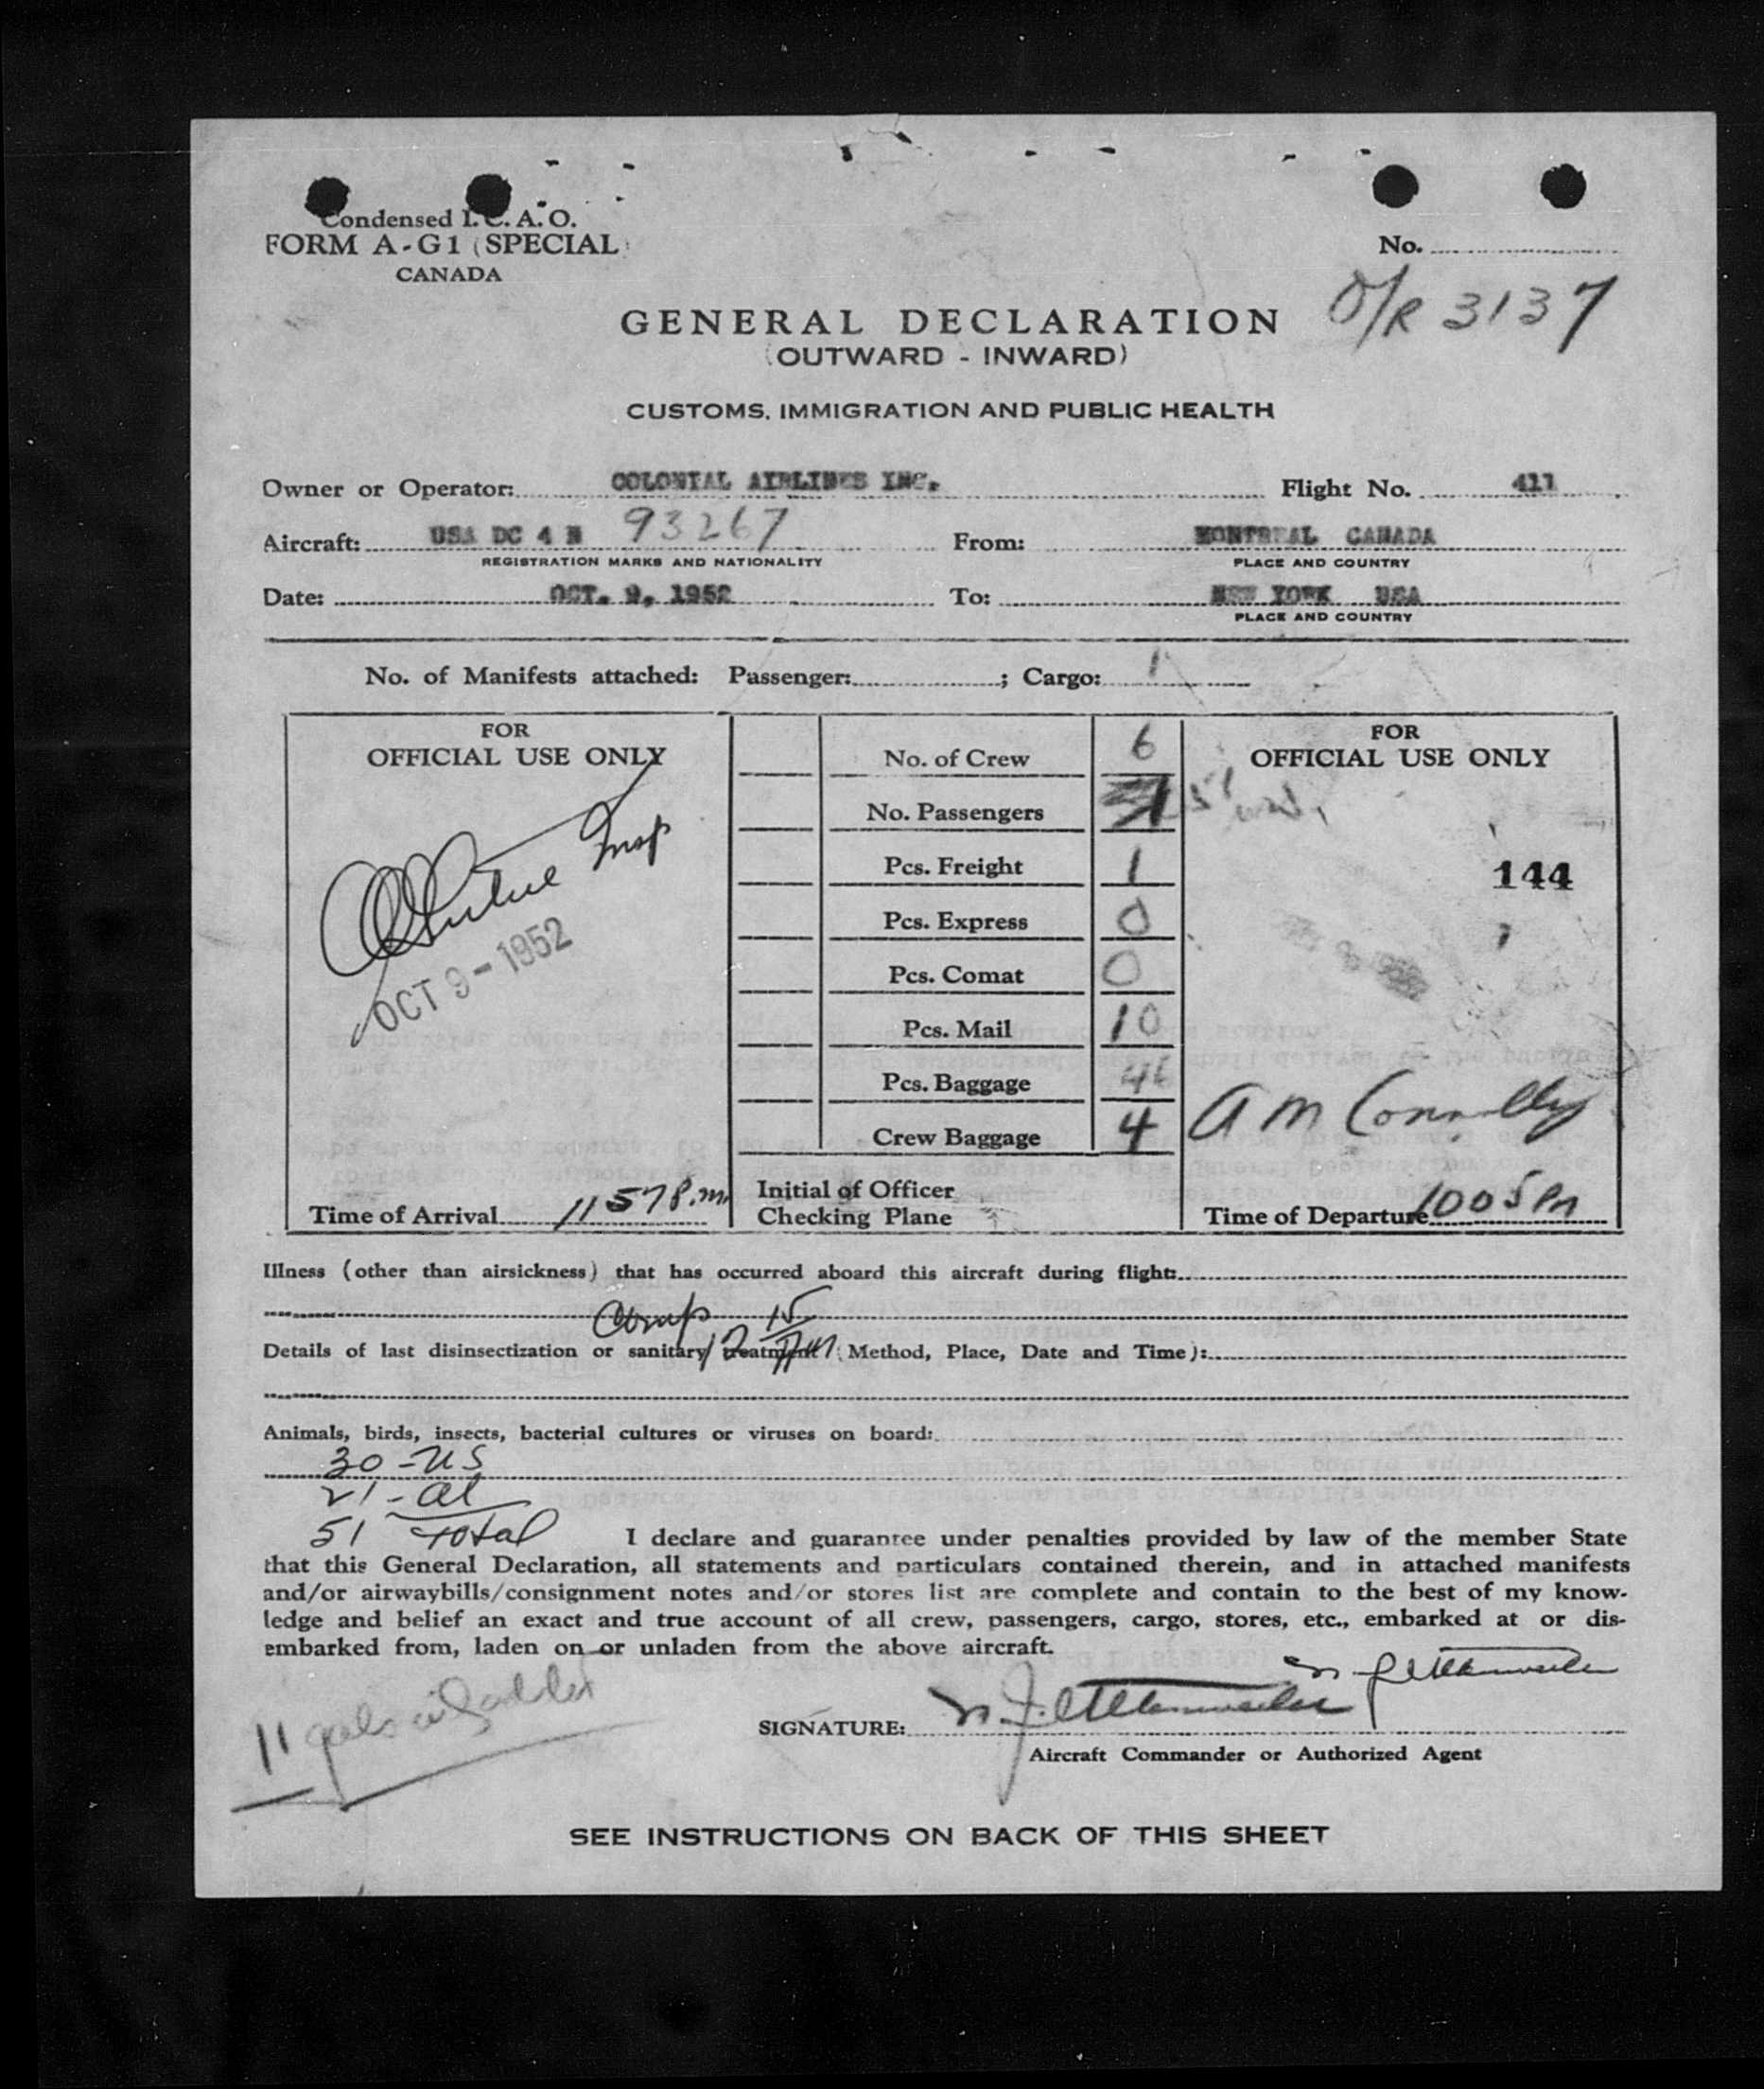 Condensed I.C.A.O.
FORM A-G1 (SPECIAL)
CANADA
No.
O/R 3137
GENERAL DECLARATION
(OUTWARD - INWARD)
CUSTOMS, IMMIGRATION AND PUBLIC HEALTH
Owner or Operator: COLONIAL AIRLINES INC. Flight No. 411
Aircraft: USA DC 4 N 93267 From: MONTREAL CANADA
REGISTRATION MARKS AND NATIONALITY PLACE AND COUNTRY
Date: OCT. 9, 1952 To: NEW YORK USA
PLACE AND COUNTRY
No. of Manifests attached: Passenger: ; Cargo: 1
FOR
OFFICIAL USE ONLY
Insp
OCT 9 - 1952
Time of Arrival 11 57 P.m.
No. of Crew 6
No. Passengers 51
Pcs. Freight 1
Pcs. Express 0
Pcs. Comat 0
Pcs. Mail 10
Pcs. Baggage
Crew Baggage 4
Initial of Officer
Checking Plane
FOR
OFFICIAL USE ONLY
144
A M Connolly
Time of Departure 1005 Pm
Illness (other than airsickness) that has occurred aboard this aircraft during flight:
Comp 12 15
Details of last disinsectization or sanitary treatment (Method, Place, Date and Time):
Animals, birds, insects, bacterial cultures or viruses on board:
30 - US
21 - al
51 Total
I declare and guarantee under penalties provided by law of the member State
that this General Declaration, all statements and particulars contained therein, and in attached manifests
and/or airwaybills/consignment notes and/or stores list are complete and contain to the best of my know-
ledge and belief an exact and true account of all crew, passengers, cargo, stores, etc., embarked at or dis-
embarked from, laden on or unladen from the above aircraft.
11
SIGNATURE:
Aircraft Commander or Authorized Agent
SEE INSTRUCTIONS ON BACK OF THIS SHEET